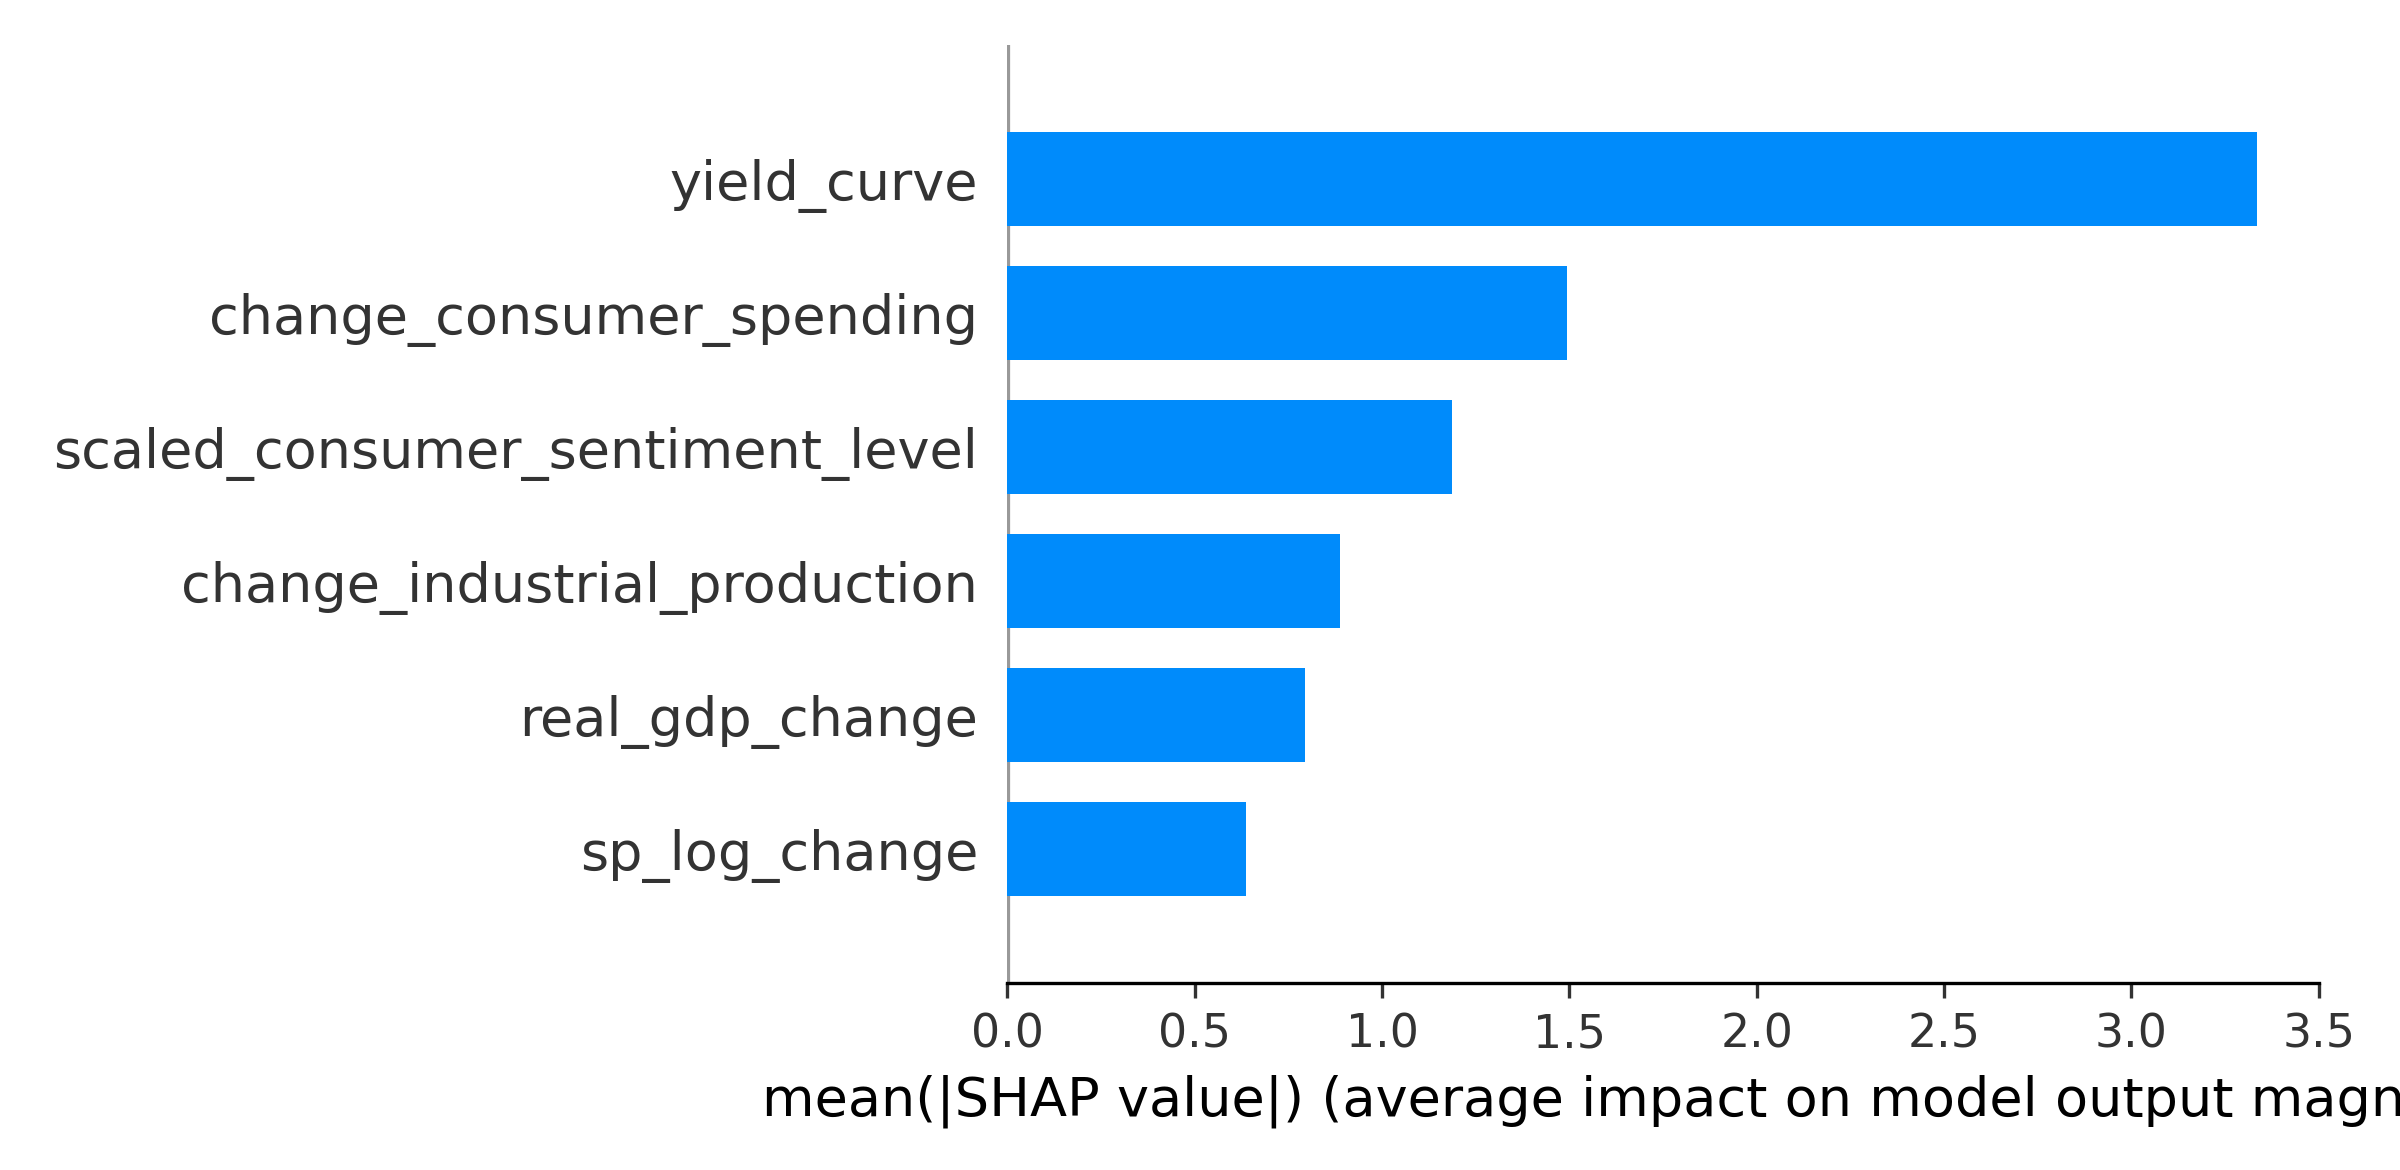 yield_curve
change_consumer_spending
scaled_consumer_sentiment_level
change_industrial_production
real_gdp_change
sp_log_change
0.0 0.5 1.0 1.5 2.0 2.5 3.0 3.5
mean(|SHAP value|) (average impact on model output magn